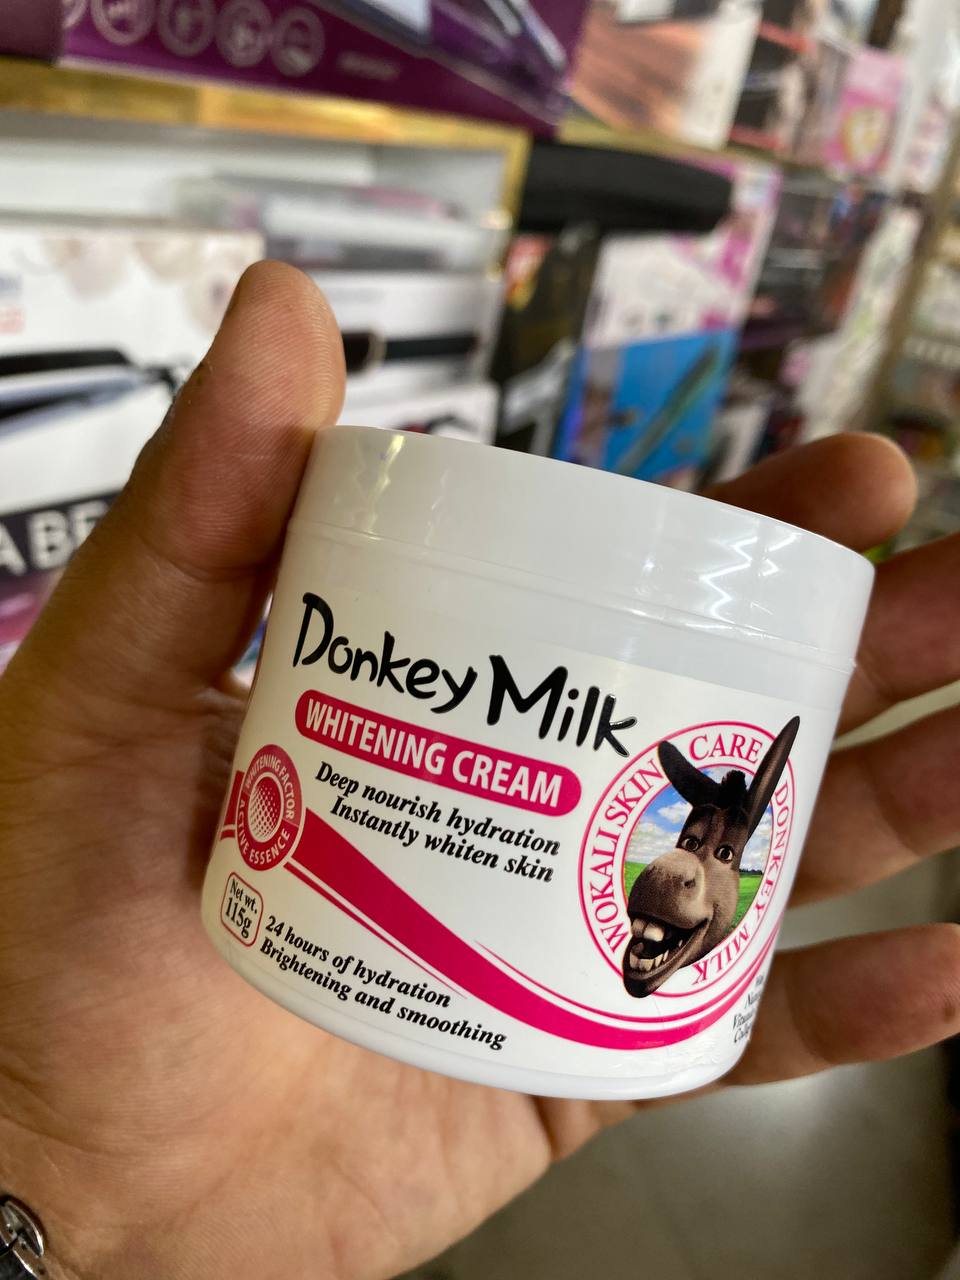 Donkey Milk
WHITENING CREAM
Deep nourish hydration
Instantly whiten skin
WHITENING FACTOR
ACTIVE ESSENCE
Net wt.
115g
24 hours of hydration
Brightening and smoothing
WOKALI SKIN CARE DONKEY MILK